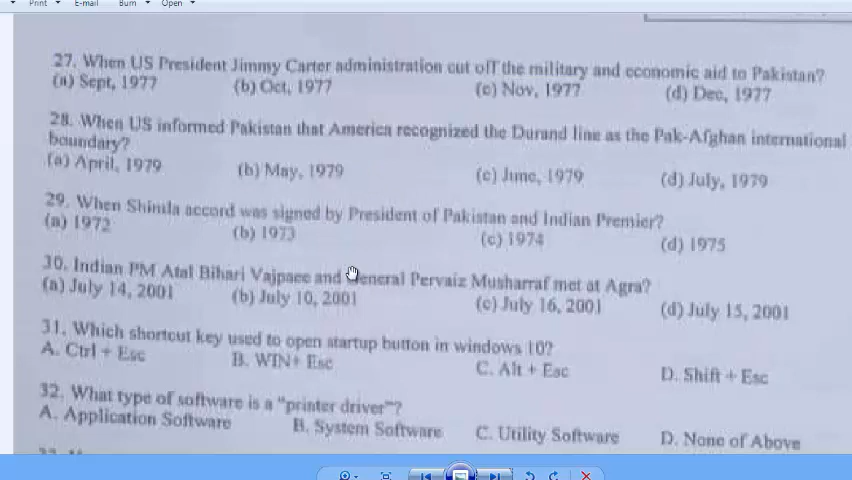 Print E-mail Burn Open
27. When US President Jimmy Carter administration cut off the military and economic aid to Pakistan?
(a) Sept, 1977 (b) Oct, 1977 (c) Nov, 1977 (d) Dec, 1977
28. When US informed Pakistan that America recognized the Durand line as the Pak-Afghan international
boundary?
(a) April, 1979 (b) May, 1979 (c) June, 1979 (d) July, 1979
29. When Shimla accord was signed by President of Pakistan and Indian Premier?
(a) 1972 (b) 1973 (c) 1974 (d) 1975
30. Indian PM Atal Bihari Vajpaee and General Pervaiz Musharraf met at Agra?
(a) July 14, 2001 (b) July 10, 2001 (c) July 16, 2001 (d) July 15, 2001
31. Which shortcut key used to open startup button in windows 10?
A. Ctrl + Esc B. WIN+ Esc C. Alt + Esc D. Shift + Esc
32. What type of software is a "printer driver"?
A. Application Software B. System Software C. Utility Software D. None of Above